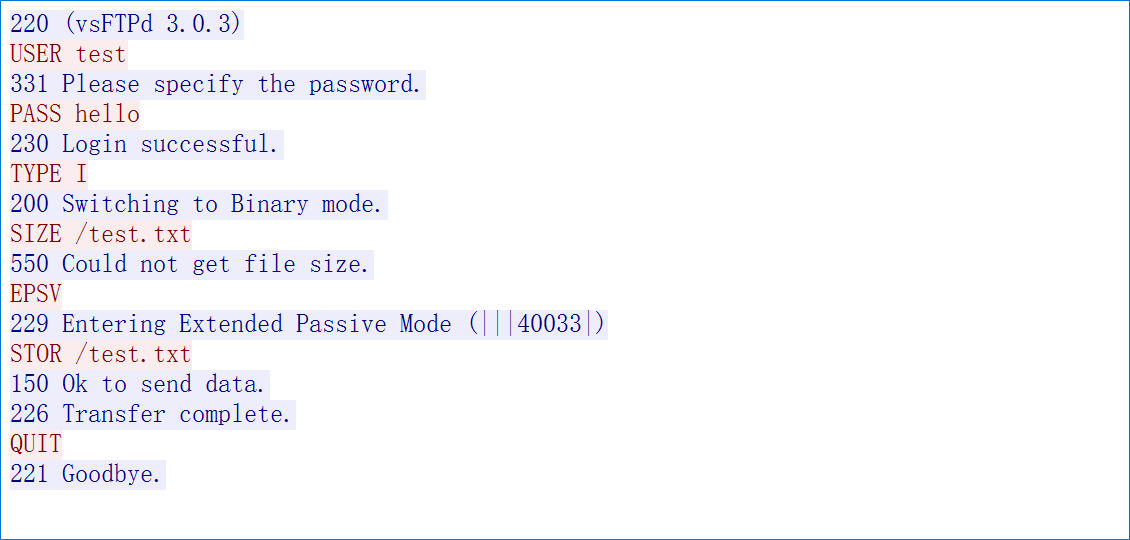 220 (vsFTPd 3.0.3)
USER test
331 Please specify the password.
PASS hello
230 Login successful.
TYPE I
200 Switching to Binary mode.
SIZE /test.txt
550 Could not get file size.
EPSV
229 Entering Extended Passive Mode (|||40033|)
STOR /test.txt
150 Ok to send data.
226 Transfer complete.
QUIT
221 Goodbye.